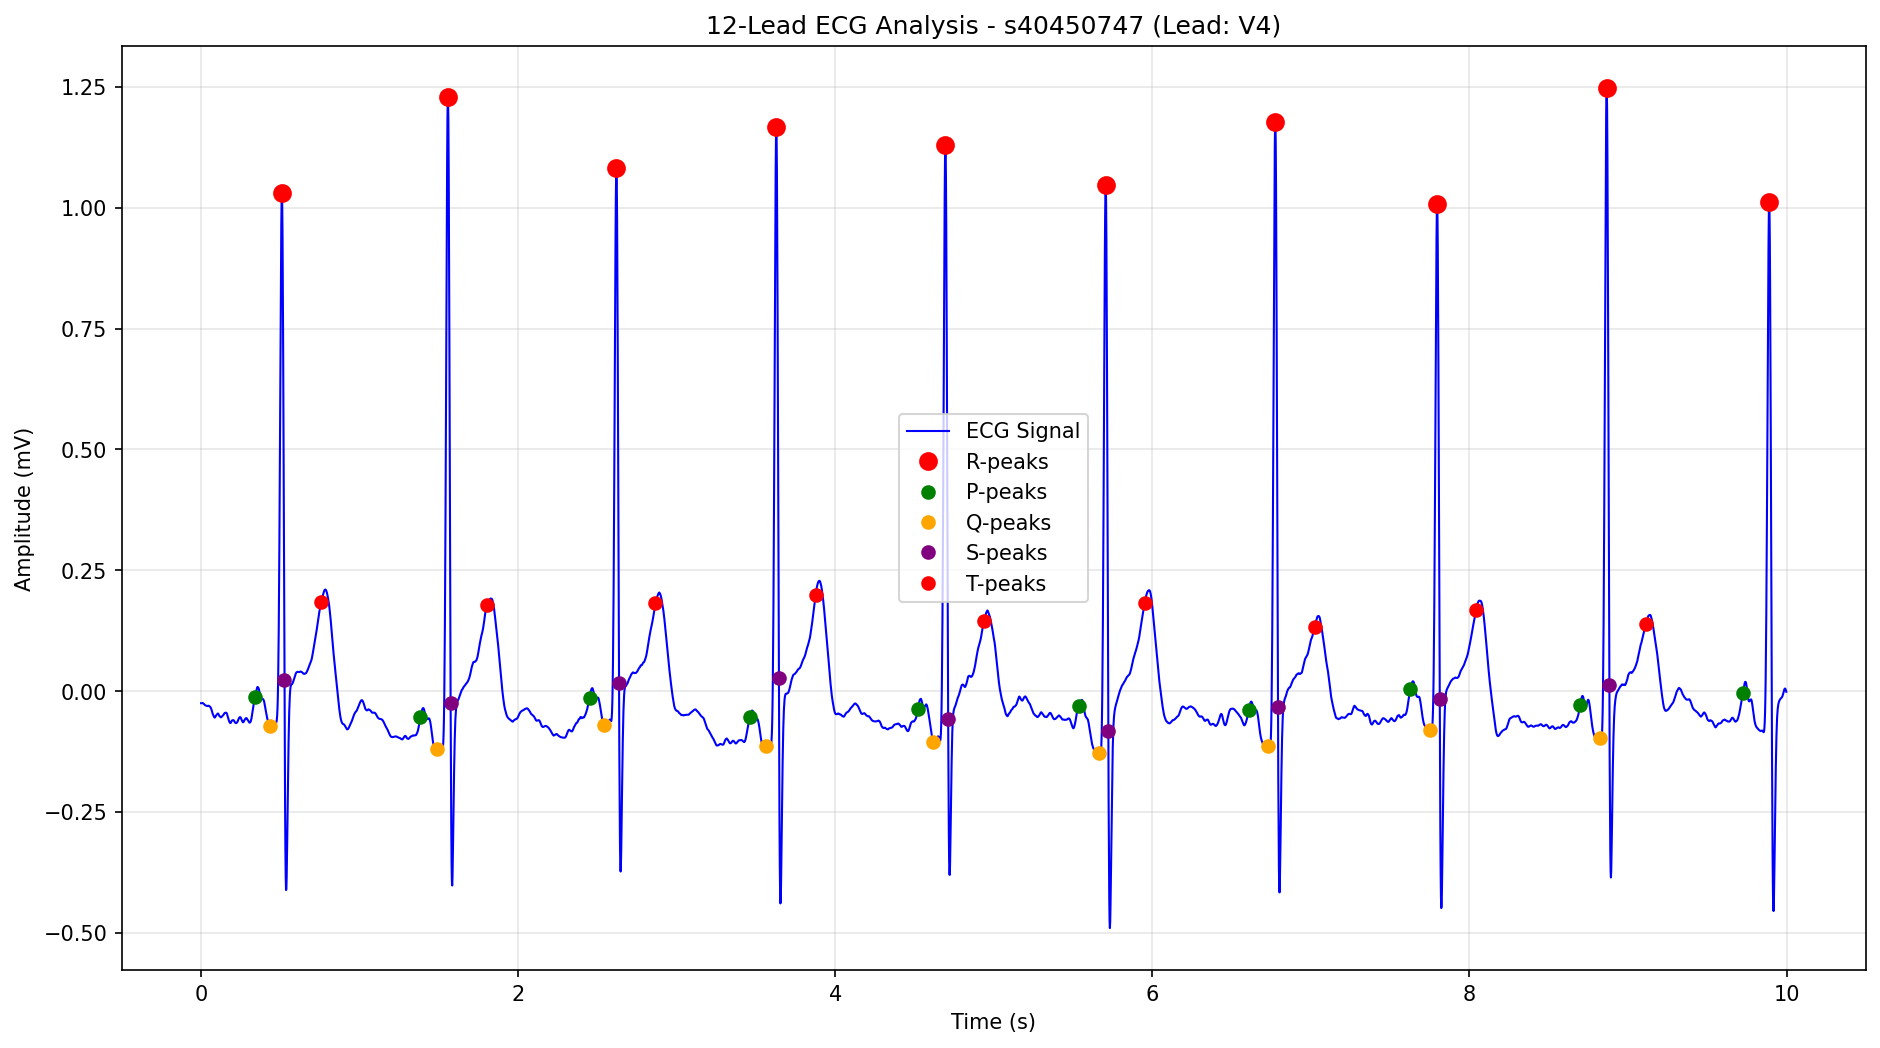 12-Lead ECG Analysis - s40450747 (Lead: V4)
1.25
1.00
0.75
0.50
0.25
0.00
−0.25
−0.50
Amplitude (mV)
ECG Signal
R-peaks
P-peaks
Q-peaks
S-peaks
T-peaks
0 2 4 6 8 10
Time (s)